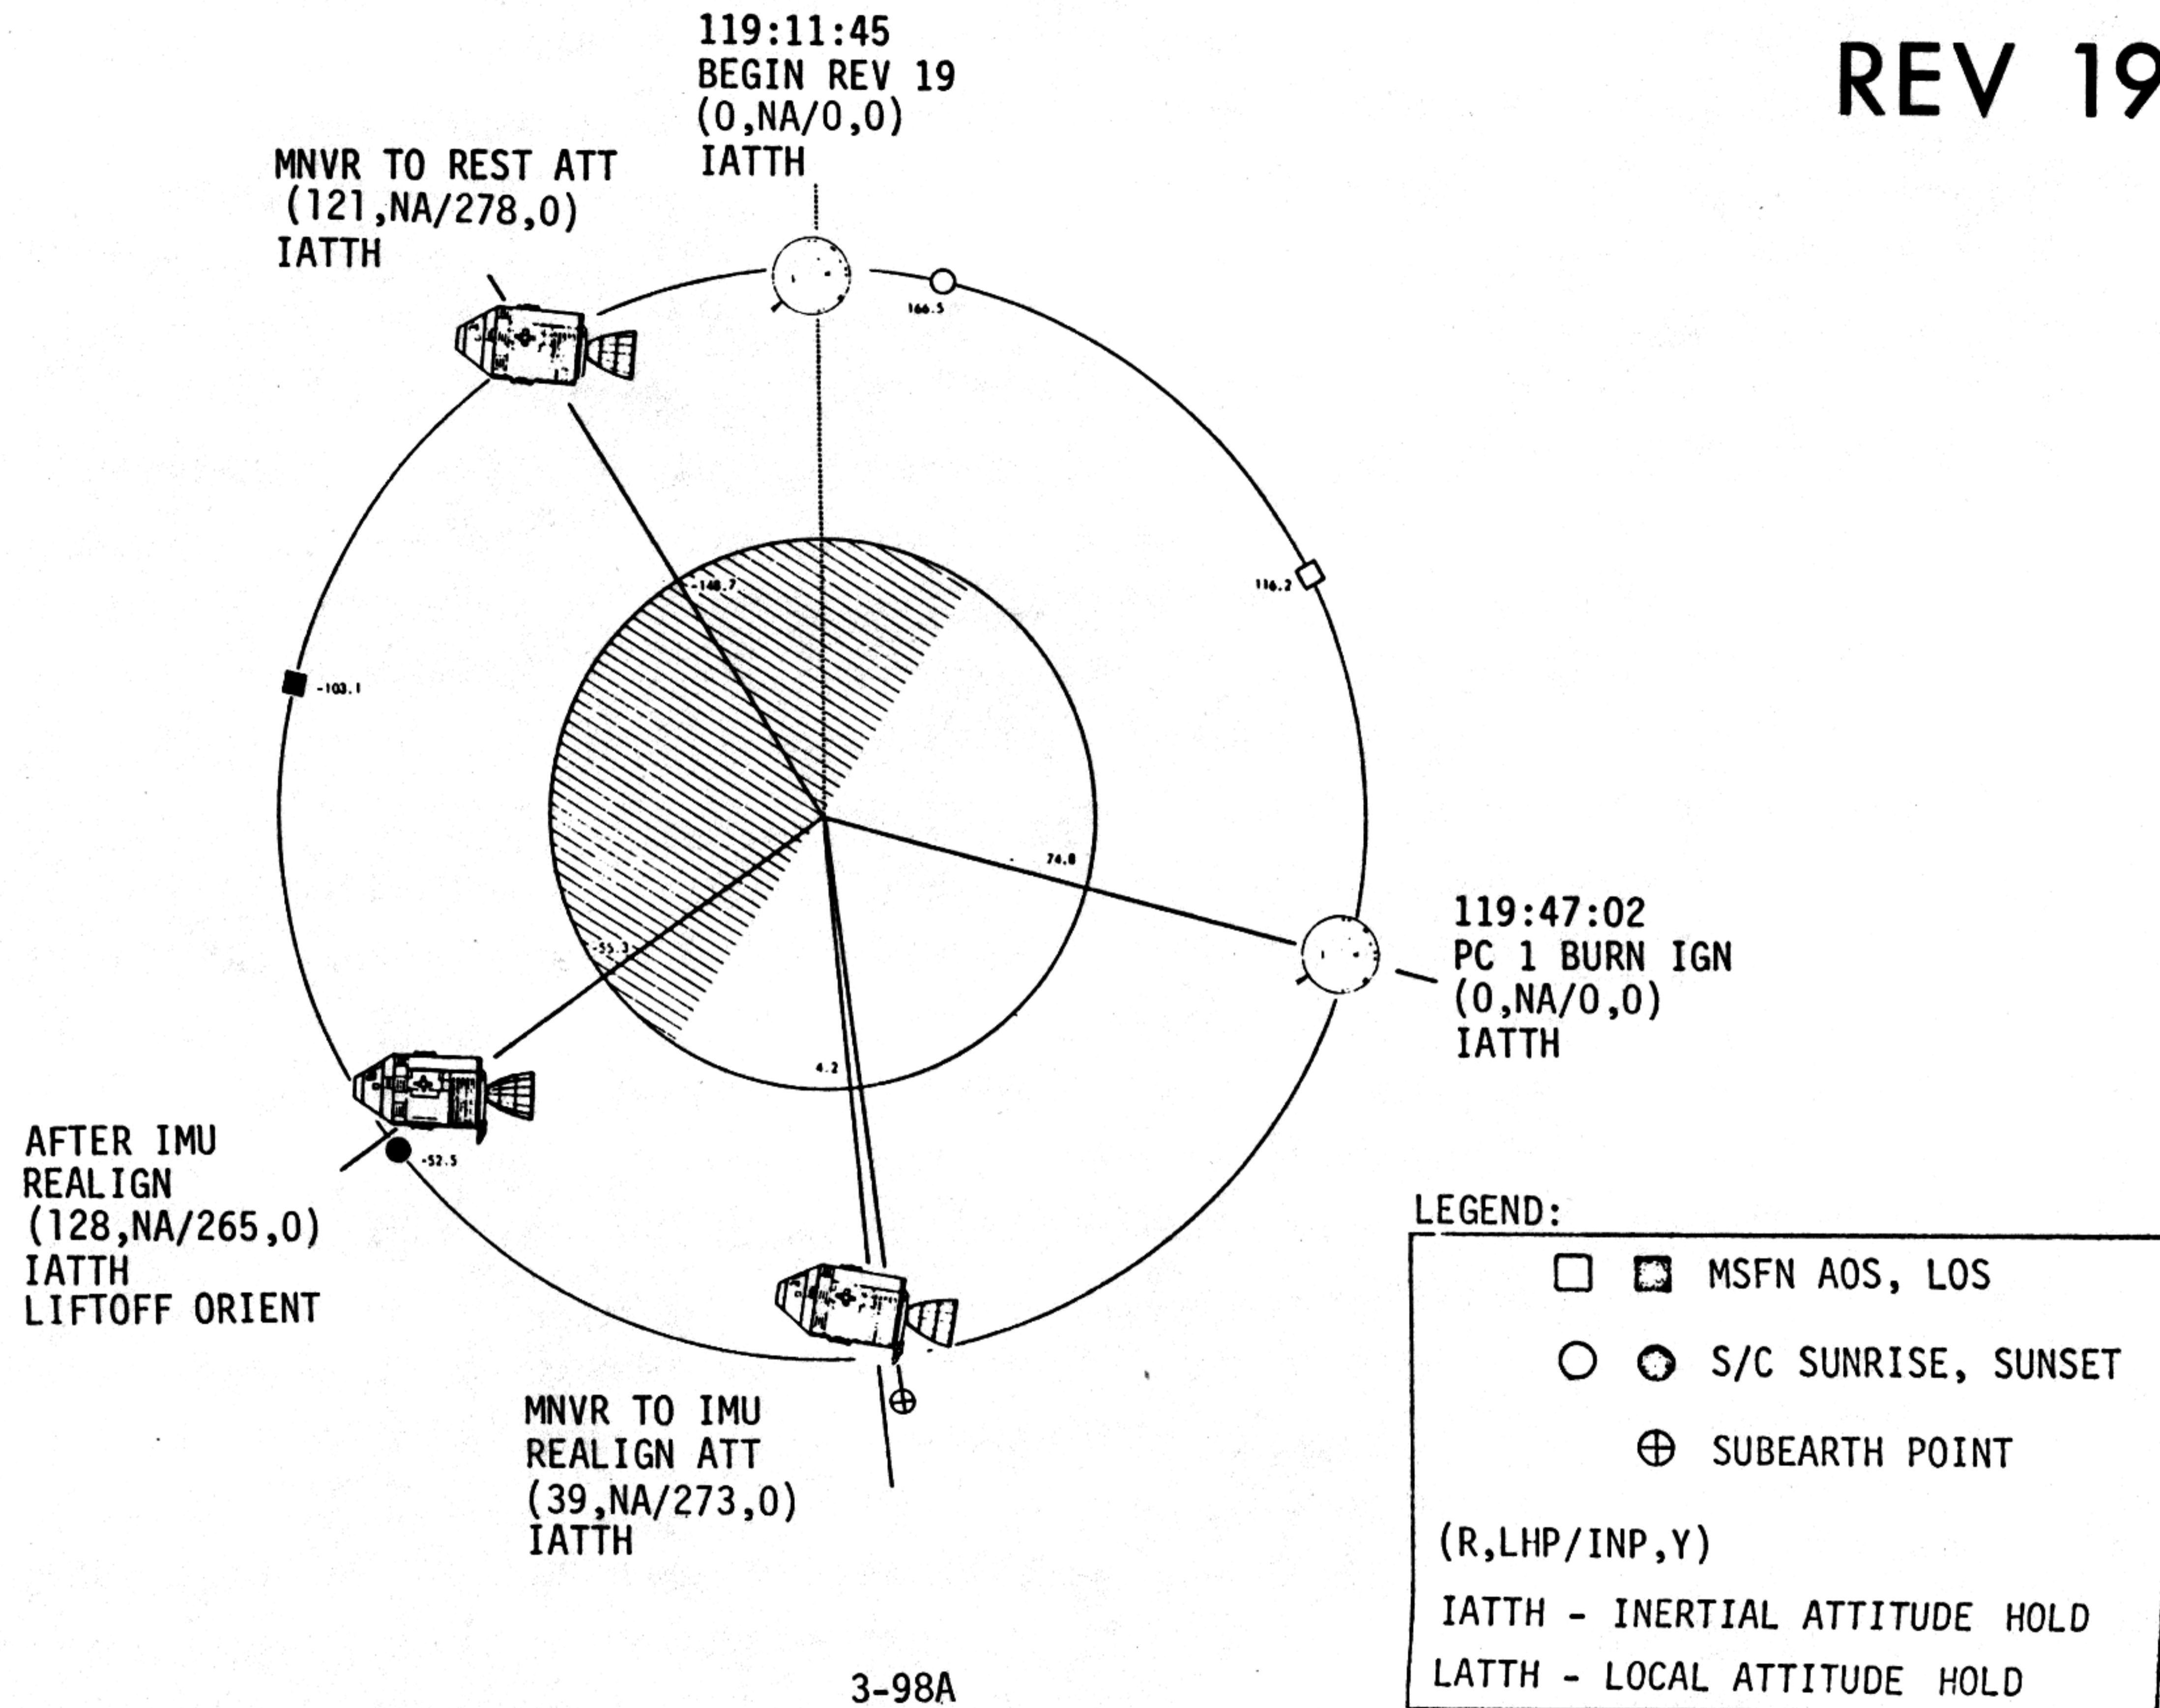 REV 19
119:11:45
BEGIN REV 19
(0,NA/0,0)
IATTH
MNVR TO REST ATT
(121,NA/278,0)
IATTH
166.5
116.2
-148.7
-103.1
74.8
119:47:02
PC 1 BURN IGN
(0,NA/0,0)
IATTH
-55.3
4.2
AFTER IMU
REALIGN
(128,NA/265,0)
IATTH
LIFTOFF ORIENT
-52.5
MNVR TO IMU
REALIGN ATT
(39,NA/273,0)
IATTH
LEGEND:
MSFN AOS, LOS
S/C SUNRISE, SUNSET
SUBEARTH POINT
(R,LHP/INP,Y)
IATTH - INERTIAL ATTITUDE HOLD
LATTH - LOCAL ATTITUDE HOLD
3-98A